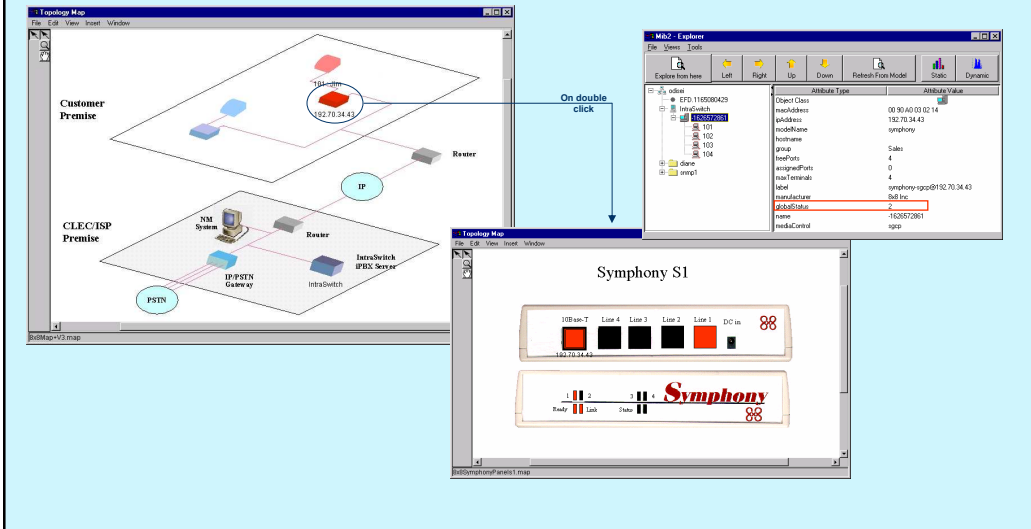 Topology Map
File Edit View Insert Window
101 - Jim
192.70.34.43
Customer
Premise
Router
IP
CLEC/ISP
Premise
NM
System
Router
IP/PSTN
Gateway
IntraSwitch
iPBX Server
IntraSwitch
PSTN
8x8Map+V3.map
On double
click
Mib2 - Explorer
File Views Tools
Explore from here Left Right Up Down Refresh From Model Static Dynamic
odisei
EFD.1165080429
IntraSwitch
-1626572861
101
102
103
104
diane
snmp1
Attribute Type Attribute Value
Object Class
macAddress 00 90 A0 03 02 14
ipAddress 192.70.34.43
modelName symphony
hostname
group Sales
freePorts 4
assignedPorts 0
maxTerminals 4
label symphony-sgcp@192.70.34.43
manufacturer 8x8 Inc
globalStatus 2
name -1626572861
mediaControl sgcp
Topology Map
File Edit View Insert Window
Symphony S1
10Base-T Line 4 Line 3 Line 2 Line 1 DC in
192.70.34.43
1 2 3 4 Symphony
Ready Link Status
8x8SymphonyPanels1.map